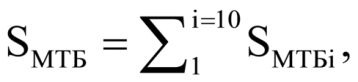 S_МТБ = ∑_1^{i=10} S_МТБi,